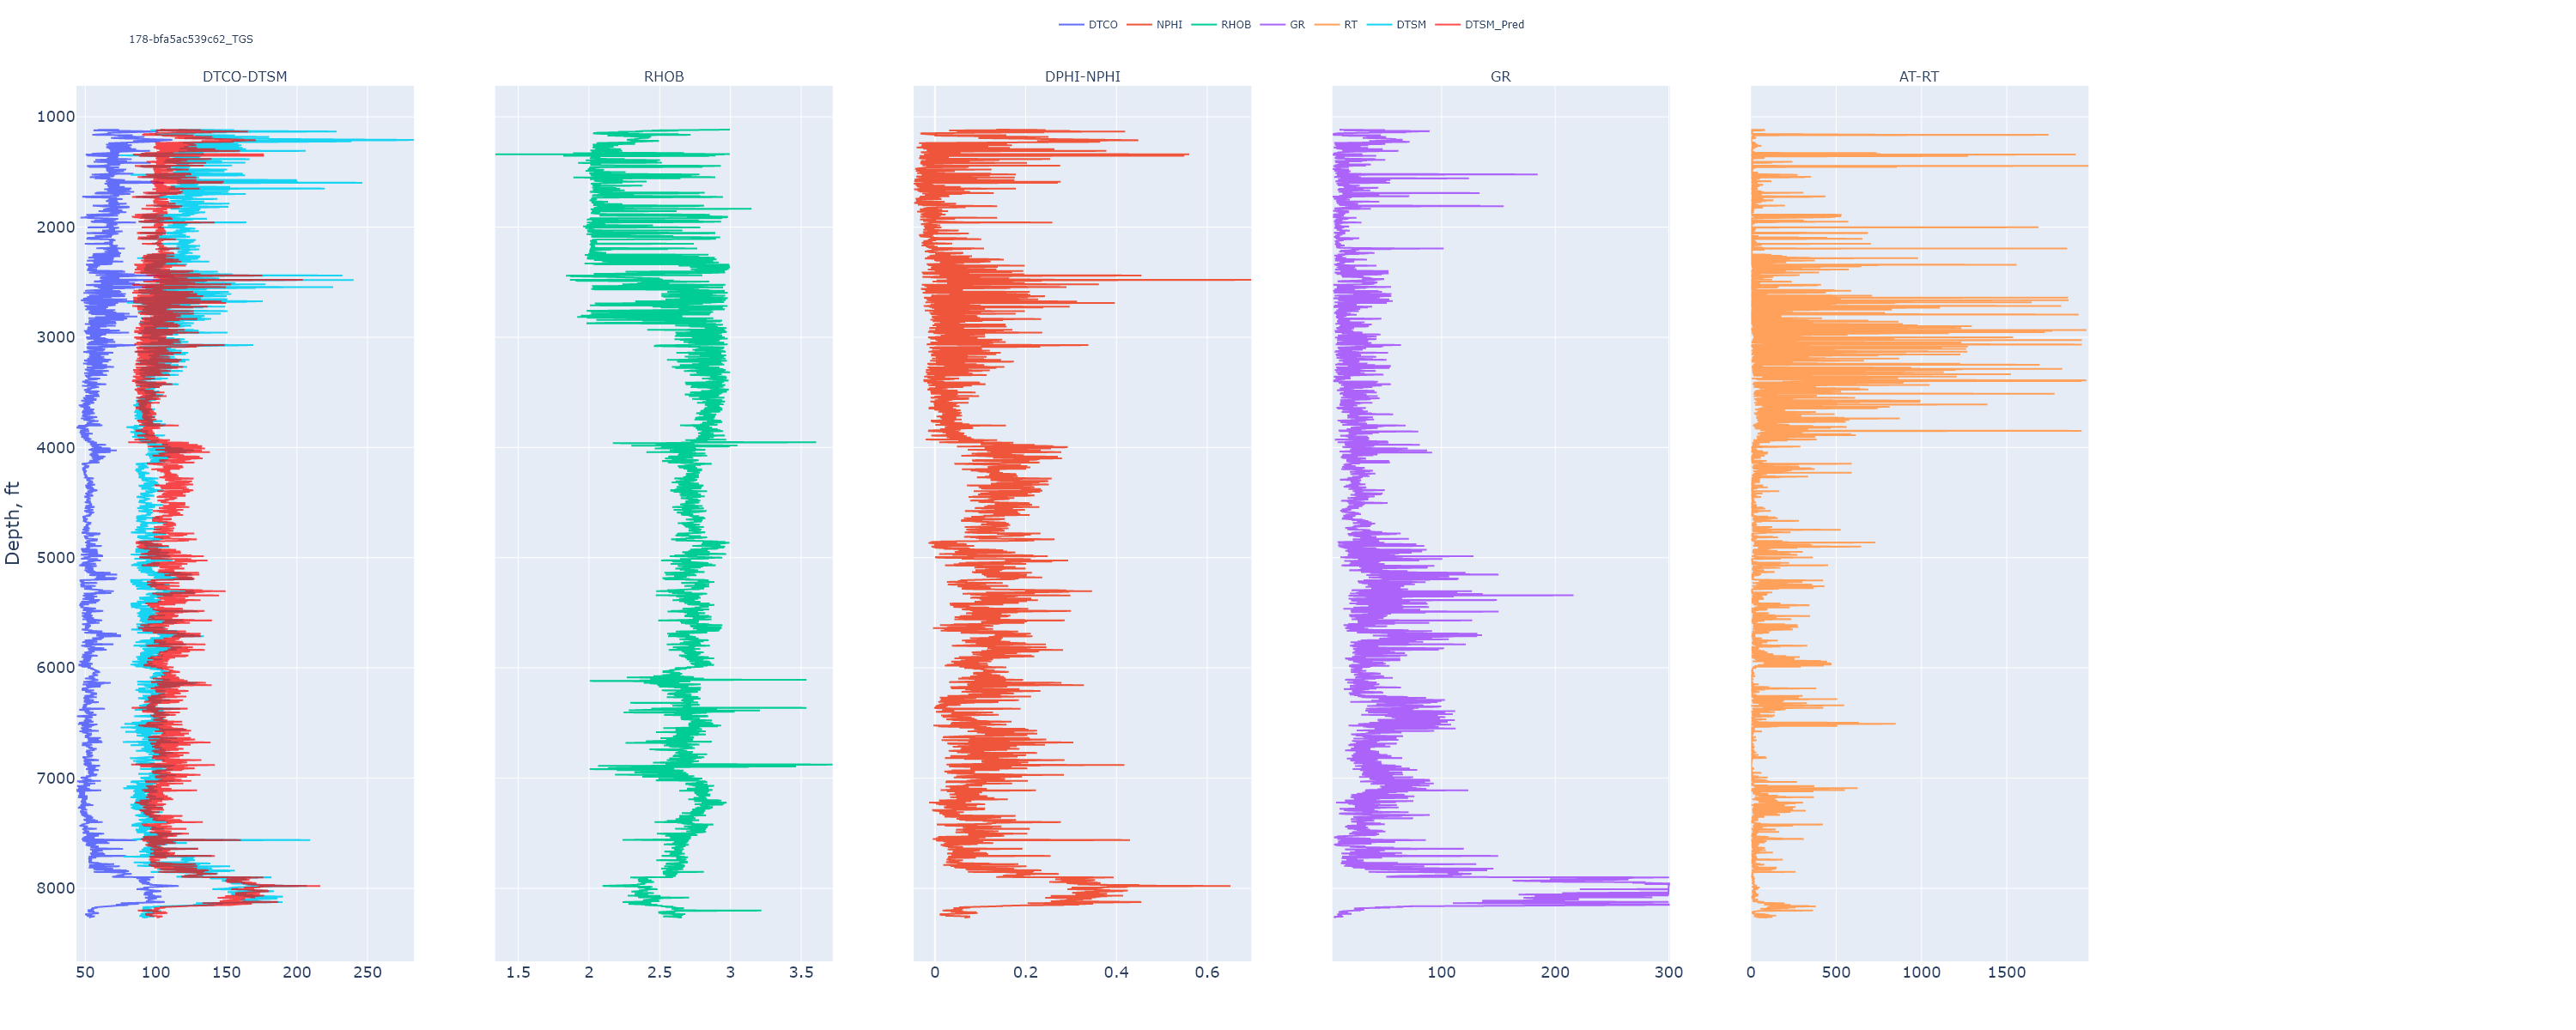 DTCO NPHI RHOB GR RT DTSM DTSM_Pred
178-bfa5ac539c62_TGS
DTCO-DTSM RHOB DPHI-NPHI GR AT-RT
1000
2000
3000
4000
5000
6000
7000
8000
Depth, ft
50 100 150 200 250 1.5 2 2.5 3 3.5 0 0.2 0.4 0.6 100 200 300 0 500 1000 1500